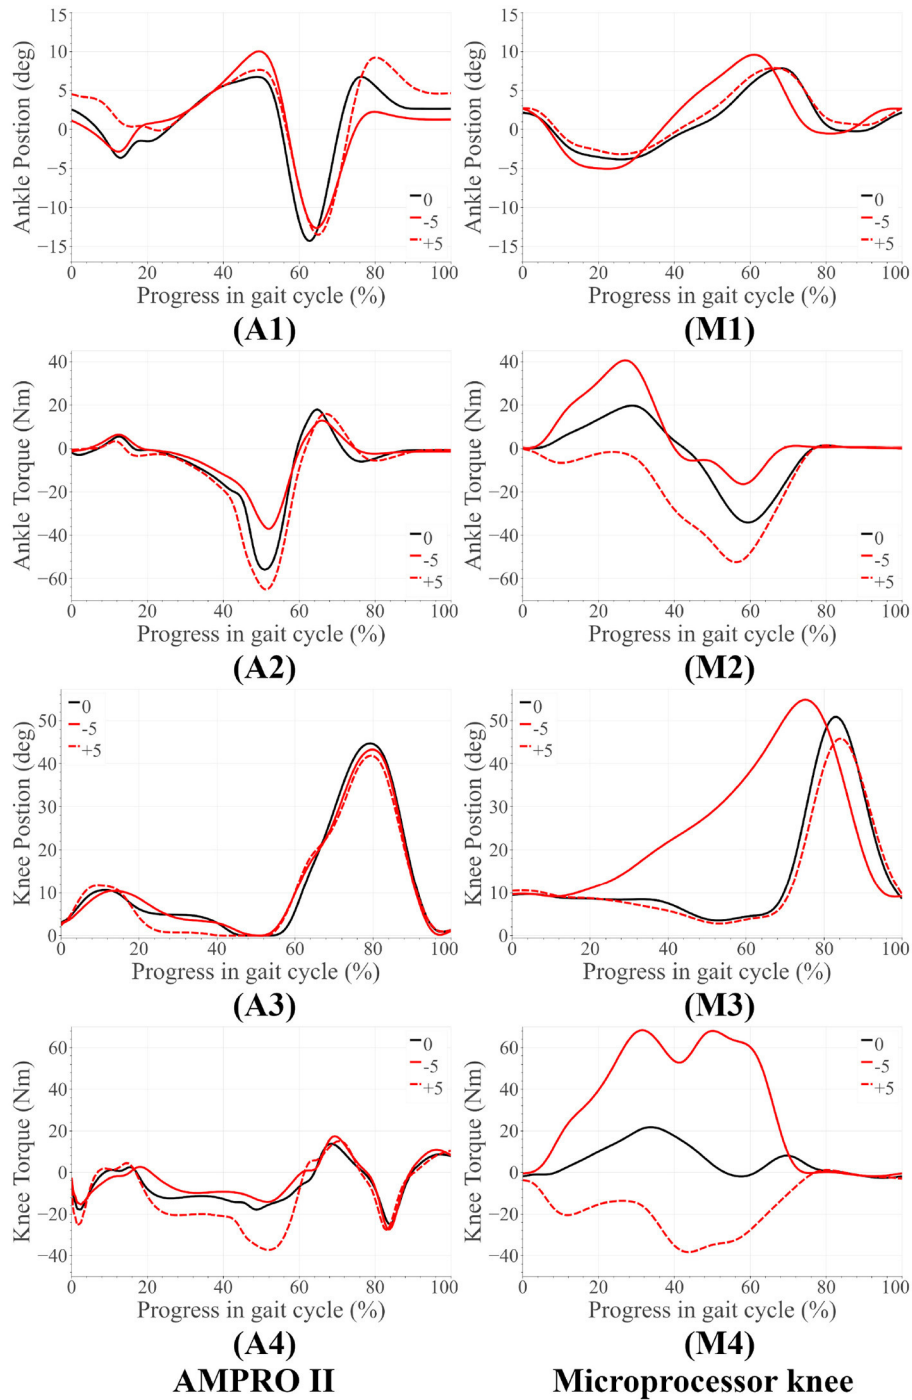 Ankle Postion (deg)
15
10
5
0
−5
−10
−15
0
-5
+5
0 20 40 60 80 100
Progress in gait cycle (%)
(A1)
Ankle Postion (deg)
15
10
5
0
−5
−10
−15
0
-5
+5
0 20 40 60 80 100
Progress in gait cycle (%)
(M1)
Ankle Torque (Nm)
40
20
0
−20
−40
−60
0
-5
+5
0 20 40 60 80 100
Progress in gait cycle (%)
(A2)
Ankle Torque (Nm)
40
20
0
−20
−40
−60
0
-5
+5
0 20 40 60 80 100
Progress in gait cycle (%)
(M2)
Knee Postion (deg)
50
40
30
20
10
0
0
-5
+5
0 20 40 60 80 100
Progress in gait cycle (%)
(A3)
Knee Postion (deg)
50
40
30
20
10
0
0
-5
+5
0 20 40 60 80 100
Progress in gait cycle (%)
(M3)
Knee Torque (Nm)
60
40
20
0
−20
−40
0
-5
+5
0 20 40 60 80 100
Progress in gait cycle (%)
(A4)
AMPRO II
Knee Torque (Nm)
60
40
20
0
−20
−40
0
-5
+5
0 20 40 60 80 100
Progress in gait cycle (%)
(M4)
Microprocessor knee